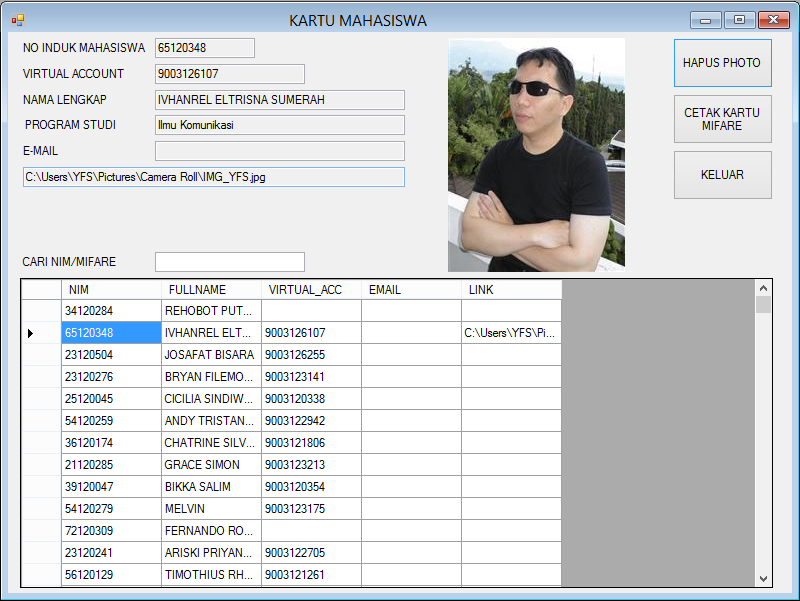 KARTU MAHASISWA
NO INDUK MAHASISWA 65120348
VIRTUAL ACCOUNT 9003126107
NAMA LENGKAP IVHANREL ELTRISNA SUMERAH
PROGRAM STUDI Ilmu Komunikasi
E-MAIL
C:\Users\YFS\Pictures\Camera Roll\IMG_YFS.jpg
HAPUS PHOTO
CETAK KARTU
MIFARE
KELUAR
CARI NIM/MIFARE
NIM FULLNAME VIRTUAL_ACC EMAIL LINK
34120284 REHOBOT PUT...
65120348 IVHANREL ELT... 9003126107 C:\Users\YFS\Pi...
23120504 JOSAFAT BISARA 9003126255
23120276 BRYAN FILEMO... 9003123141
25120045 CICILIA SINDIW... 9003120338
54120259 ANDY TRISTAN... 9003122942
36120174 CHATRINE SILV... 9003121806
21120285 GRACE SIMON 9003123213
39120047 BIKKA SALIM 9003120354
54120279 MELVIN 9003123175
72120309 FERNANDO RO...
23120241 ARISKI PRIYAN... 9003122705
56120129 TIMOTHIUS RH... 9003121261